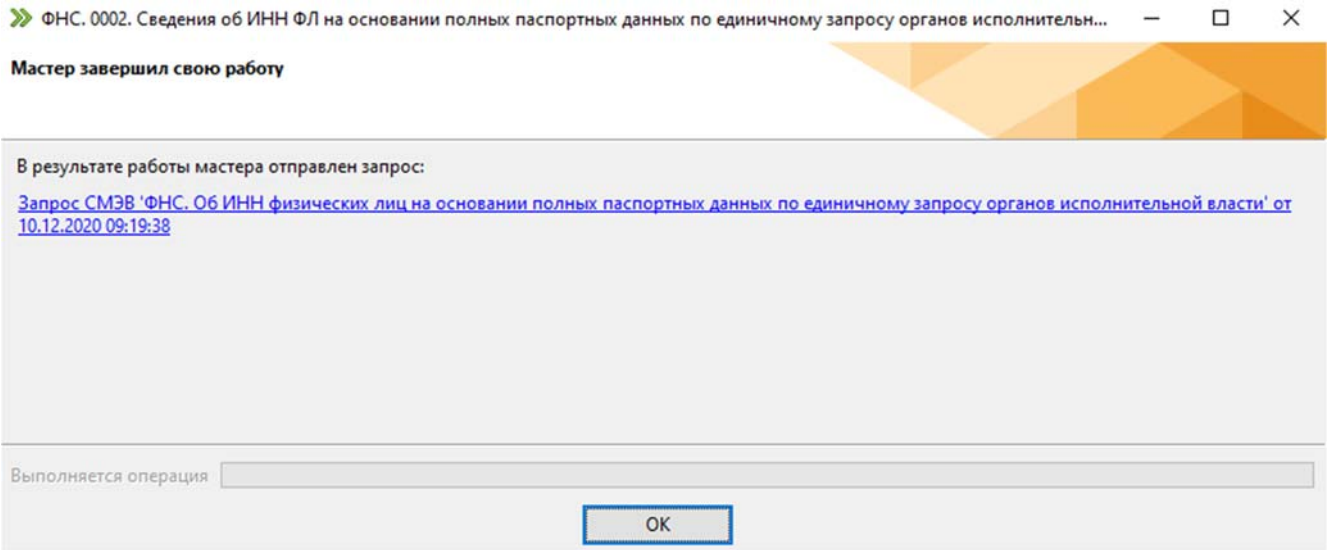 ФНС. 0002. Сведения об ИНН ФЛ на основании полных паспортных данных по единичному запросу органов исполнительн...
Мастер завершил свою работу
В результате работы мастера отправлен запрос:
Запрос СМЭВ 'ФНС. Об ИНН физических лиц на основании полных паспортных данных по единичному запросу органов исполнительной власти' от
10.12.2020 09:19:38
Выполняется операция
ОК